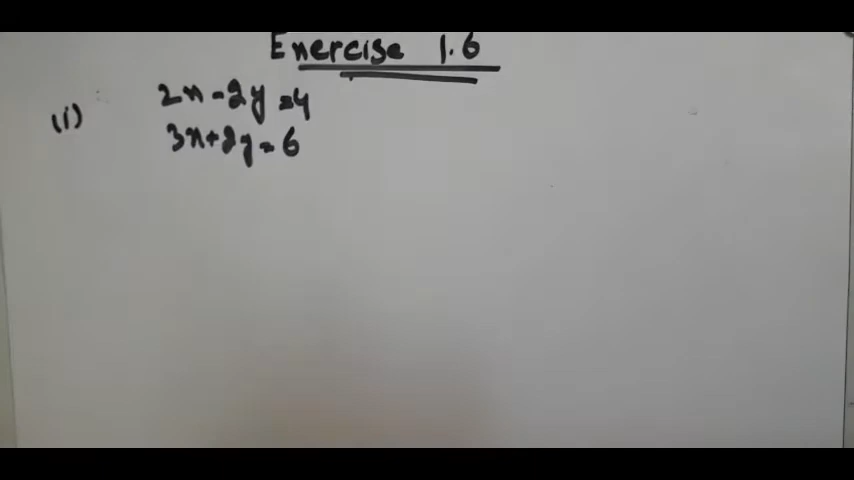 Exercise 1.6
(i) 2x - 2y = 4
3x + 2y = 6